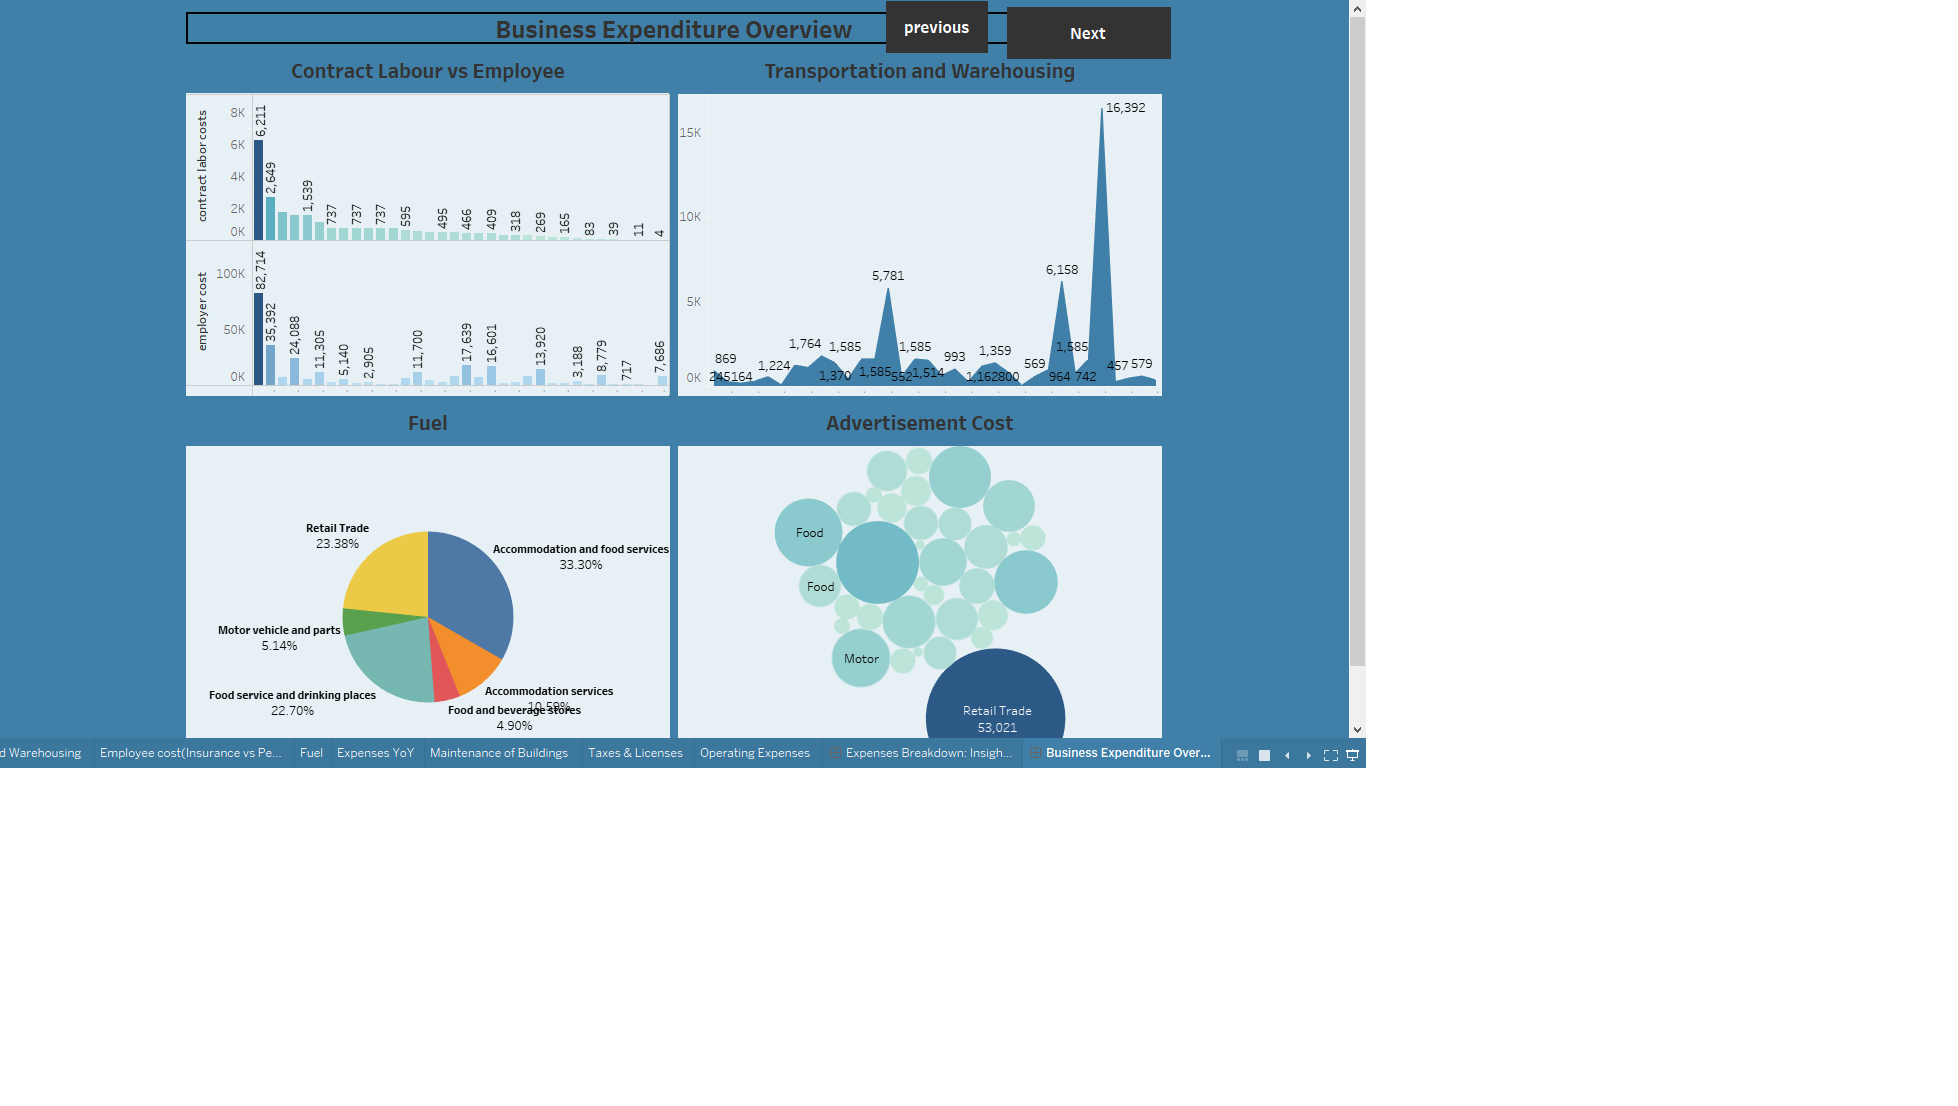 Business Expenditure Overview
previous
Next
Contract Labour vs Employee
contract labor costs
8K
6K
4K
2K
0K
6,211
2,649
1,539
737
737
737
595
495
466
409
318
269
165
83
39
11
4
employer cost
100K
50K
0K
82,714
35,392
24,088
11,305
5,140
2,905
11,700
17,639
16,601
13,920
3,188
8,779
717
7,686
Transportation and Warehousing
15K
10K
5K
0K
869
245
164
1,224
1,764
1,370
1,585
1,585
5,781
552
1,585
1,514
993
1,162
1,359
800
569
6,158
964
1,585
742
16,392
457
579
Fuel
Retail Trade
23.38%
Accommodation and food services
33.30%
Motor vehicle and parts
5.14%
Food service and drinking places
22.70%
Accommodation services
10.59%
Food and beverage stores
4.90%
Advertisement Cost
Food
Food
Motor
Retail Trade
53,021
d Warehousing
Employee cost(Insurance vs Pe...
Fuel
Expenses YoY
Maintenance of Buildings
Taxes & Licenses
Operating Expenses
Expenses Breakdown: Insigh...
Business Expenditure Over...